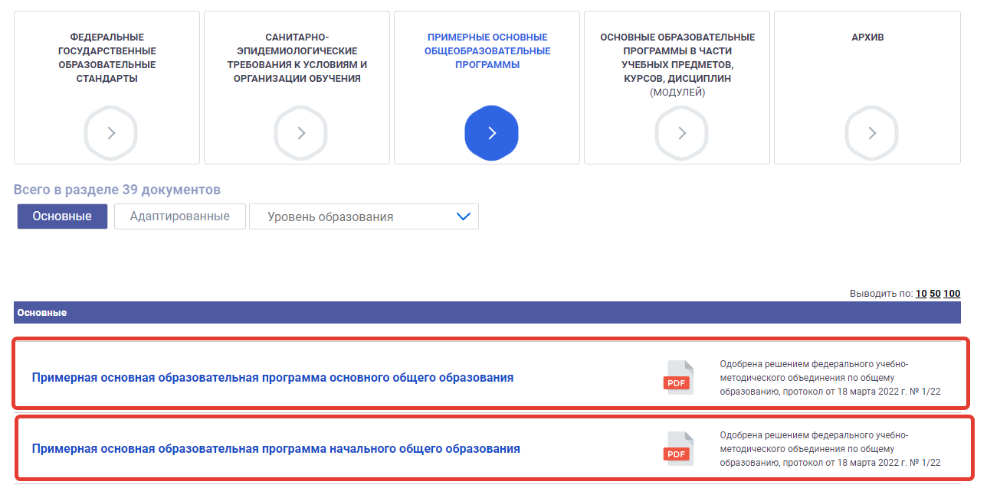 ФЕДЕРАЛЬНЫЕ
ГОСУДАРСТВЕННЫЕ
ОБРАЗОВАТЕЛЬНЫЕ
СТАНДАРТЫ
САНИТАРНО-
ЭПИДЕМИОЛОГИЧЕСКИЕ
ТРЕБОВАНИЯ К УСЛОВИЯМ И
ОРГАНИЗАЦИИ ОБУЧЕНИЯ
ПРИМЕРНЫЕ ОСНОВНЫЕ
ОБЩЕОБРАЗОВАТЕЛЬНЫЕ
ПРОГРАММЫ
ОСНОВНЫЕ ОБРАЗОВАТЕЛЬНЫЕ
ПРОГРАММЫ В ЧАСТИ
УЧЕБНЫХ ПРЕДМЕТОВ,
КУРСОВ, ДИСЦИПЛИН
(МОДУЛЕЙ)
АРХИВ
Всего в разделе 39 документов
Основные
Адаптированные
Уровень образования
Выводить по: 10 50 100
Основные
Примерная основная образовательная программа основного общего образования
PDF
Одобрена решением федерального учебно-
методического объединения по общему
образованию, протокол от 18 марта 2022 г. № 1/22
Примерная основная образовательная программа начального общего образования
PDF
Одобрена решением федерального учебно-
методического объединения по общему
образованию, протокол от 18 марта 2022 г. № 1/22